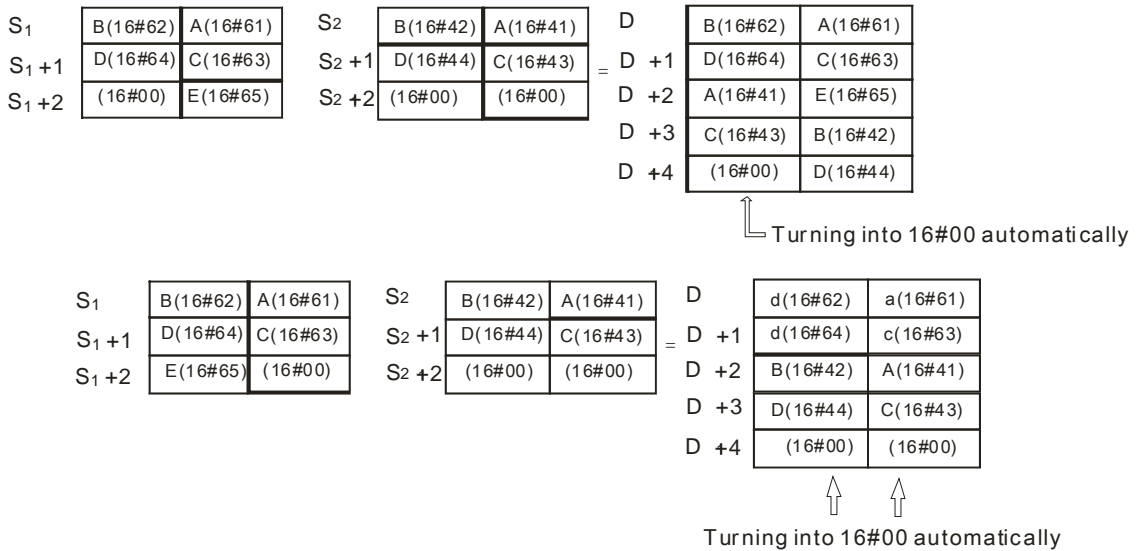 S1 B(16#62) A(16#61) S2 B(16#42) A(16#41) D B(16#62) A(16#61)
S1 +1 D(16#64) C(16#63) S2 +1 D(16#44) C(16#43) = D +1 D(16#64) C(16#63)
S1 +2 (16#00) E(16#65) S2 +2 (16#00) (16#00) D +2 A(16#41) E(16#65)
D +3 C(16#43) B(16#42)
D +4 (16#00) D(16#44)
Turning into 16#00 automatically
S1 B(16#62) A(16#61) S2 B(16#42) A(16#41) D d(16#62) a(16#61)
S1 +1 D(16#64) C(16#63) S2 +1 D(16#44) C(16#43) = D +1 d(16#64) c(16#63)
S1 +2 E(16#65) (16#00) S2 +2 (16#00) (16#00) D +2 B(16#42) A(16#41)
D +3 D(16#44) C(16#43)
D +4 (16#00) (16#00)
Turning into 16#00 automatically